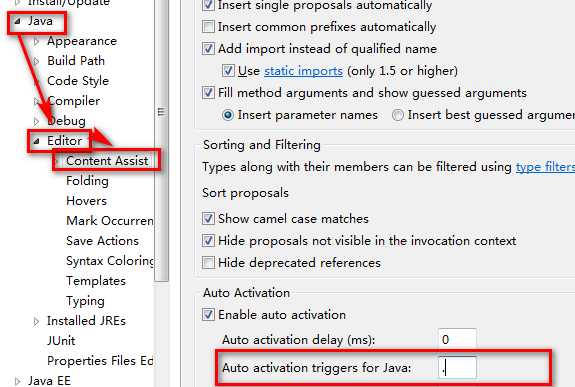 Install/Update
Java
Appearance
Build Path
Code Style
Compiler
Debug
Editor
Content Assist
Folding
Hovers
Mark Occurren
Save Actions
Syntax Coloring
Templates
Typing
Installed JREs
JUnit
Properties Files Ed
Java EE
Insert single proposals automatically
Insert common prefixes automatically
Add import instead of qualified name
Use static imports (only 1.5 or higher)
Fill method arguments and show guessed arguments
Insert parameter names Insert best guessed argumen
Sorting and Filtering
Types along with their members can be filtered using type filters
Sort proposals
Show camel case matches
Hide proposals not visible in the invocation context
Hide deprecated references
Auto Activation
Enable auto activation
Auto activation delay (ms): 0
Auto activation triggers for Java: .